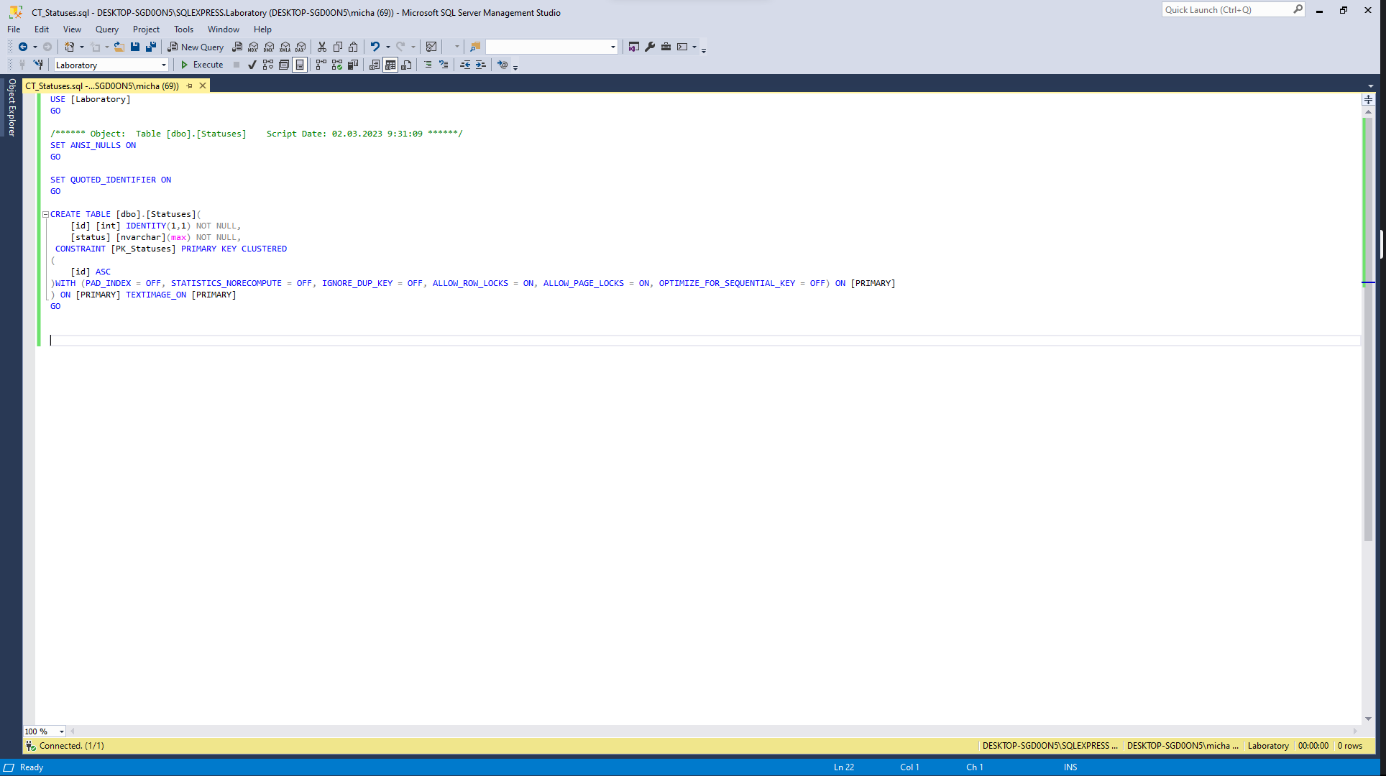 CT_Statuses.sql - DESKTOP-SGD0ON5\SQLEXPRESS.Laboratory (DESKTOP-SGD0ON5\micha (69)) - Microsoft SQL Server Management Studio
Quick Launch (Ctrl+Q)
File Edit View Query Project Tools Window Help
New Query
Laboratory Execute
Object Explorer
CT_Statuses.sql -...SGD0ON5\micha (69))
USE [Laboratory]
GO
/****** Object:  Table [dbo].[Statuses]    Script Date: 02.03.2023 9:31:09 ******/
SET ANSI_NULLS ON
GO
SET QUOTED_IDENTIFIER ON
GO
CREATE TABLE [dbo].[Statuses](
[id] [int] IDENTITY(1,1) NOT NULL,
[status] [nvarchar](max) NOT NULL,
CONSTRAINT [PK_Statuses] PRIMARY KEY CLUSTERED
(
[id] ASC
)WITH (PAD_INDEX = OFF, STATISTICS_NORECOMPUTE = OFF, IGNORE_DUP_KEY = OFF, ALLOW_ROW_LOCKS = ON, ALLOW_PAGE_LOCKS = ON, OPTIMIZE_FOR_SEQUENTIAL_KEY = OFF) ON [PRIMARY]
) ON [PRIMARY] TEXTIMAGE_ON [PRIMARY]
GO
100 %
Connected. (1/1) DESKTOP-SGD0ON5\SQLEXPRESS ... DESKTOP-SGD0ON5\micha ... Laboratory 00:00:00 0 rows
Ready Ln 22 Col 1 Ch 1 INS